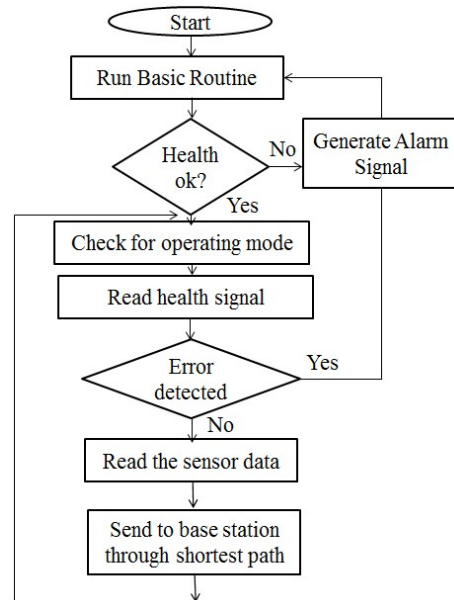 Start
Run Basic Routine
Health
ok?
No
Generate Alarm
Signal
Yes
Check for operating mode
Read health signal
Error
detected
Yes
No
Read the sensor data
Send to base station
through shortest path